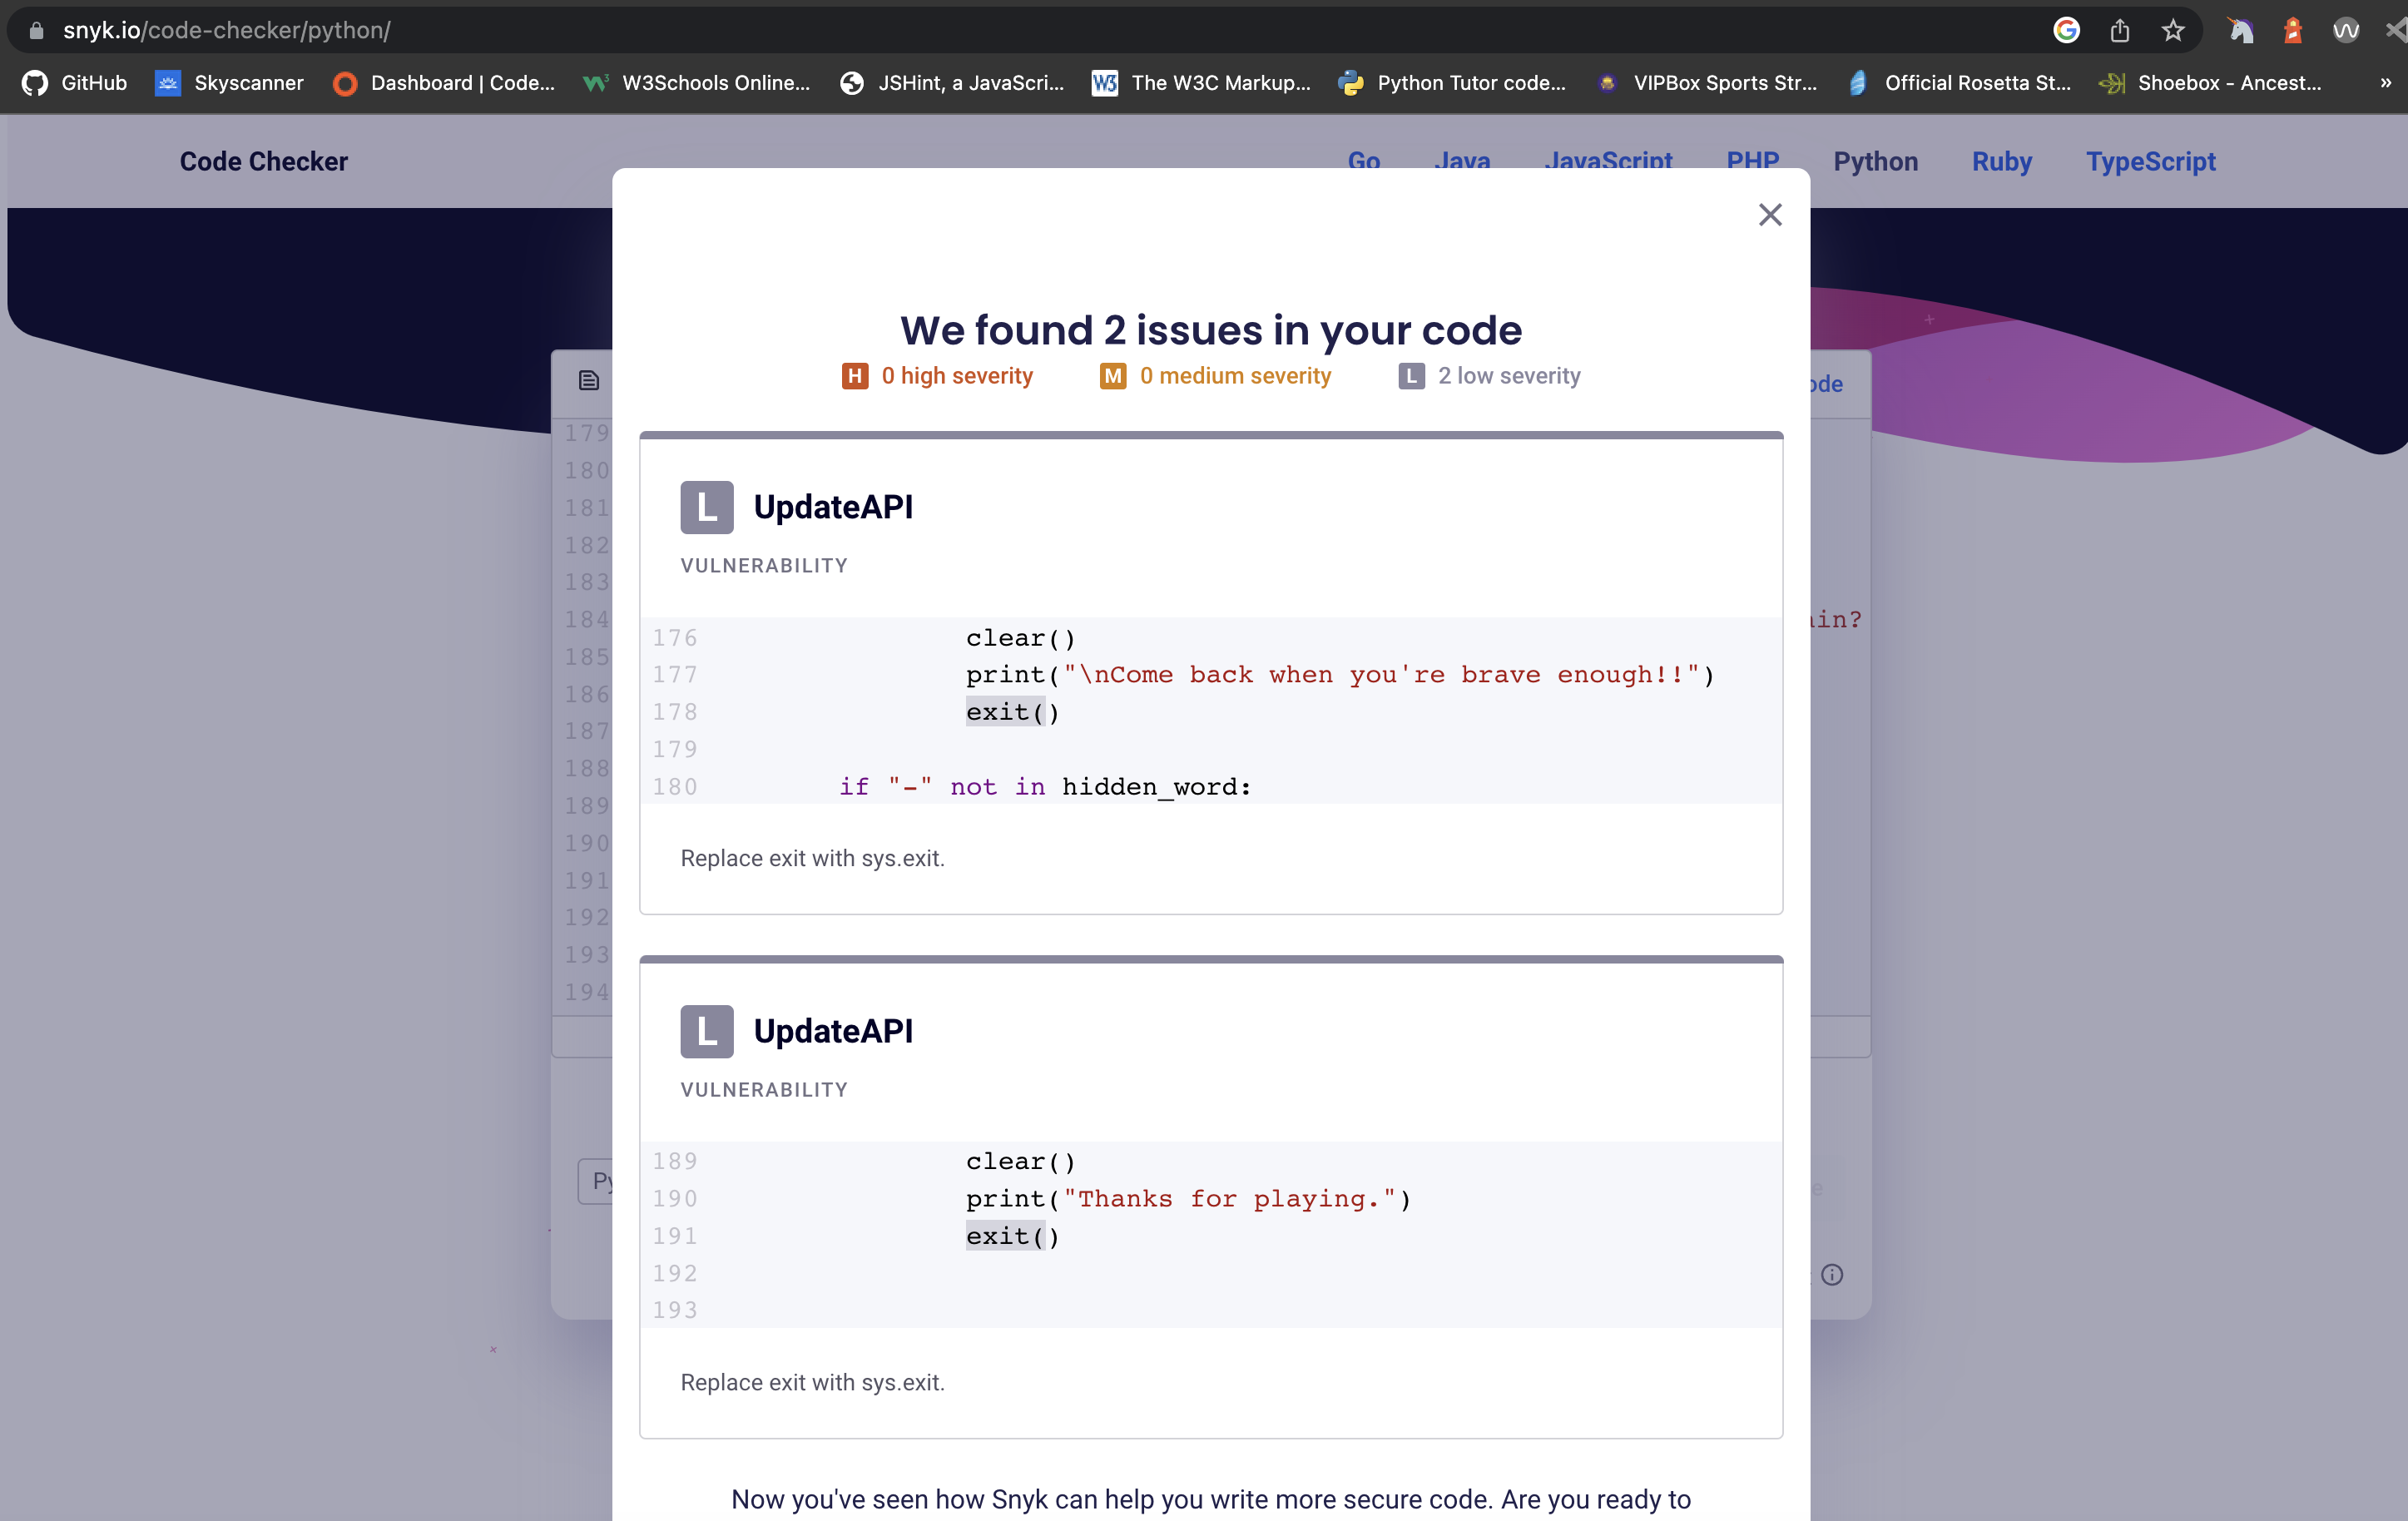 snyk.io/code-checker/python/
GitHub Skyscanner Dashboard | Code... W3Schools Online... JSHint, a JavaScri... The W3C Markup... Python Tutor code... VIPBox Sports Str... Official Rosetta St... Shoebox - Ancest... »
Code Checker Go Java JavaScript PHP Python Ruby TypeScript
We found 2 issues in your code
H 0 high severity M 0 medium severity L 2 low severity
ode
179
180
181
182
183
184 ain?
185
186
187
188
189
190
191
192
193
194
L UpdateAPI
VULNERABILITY
176 clear()
177 print("\nCome back when you're brave enough!!")
178 exit()
179
180 if "-" not in hidden_word:
Replace exit with sys.exit.
L UpdateAPI
VULNERABILITY
189 clear()
190 print("Thanks for playing.")
191 exit()
192
193
Replace exit with sys.exit.
Py
Now you've seen how Snyk can help you write more secure code. Are you ready to